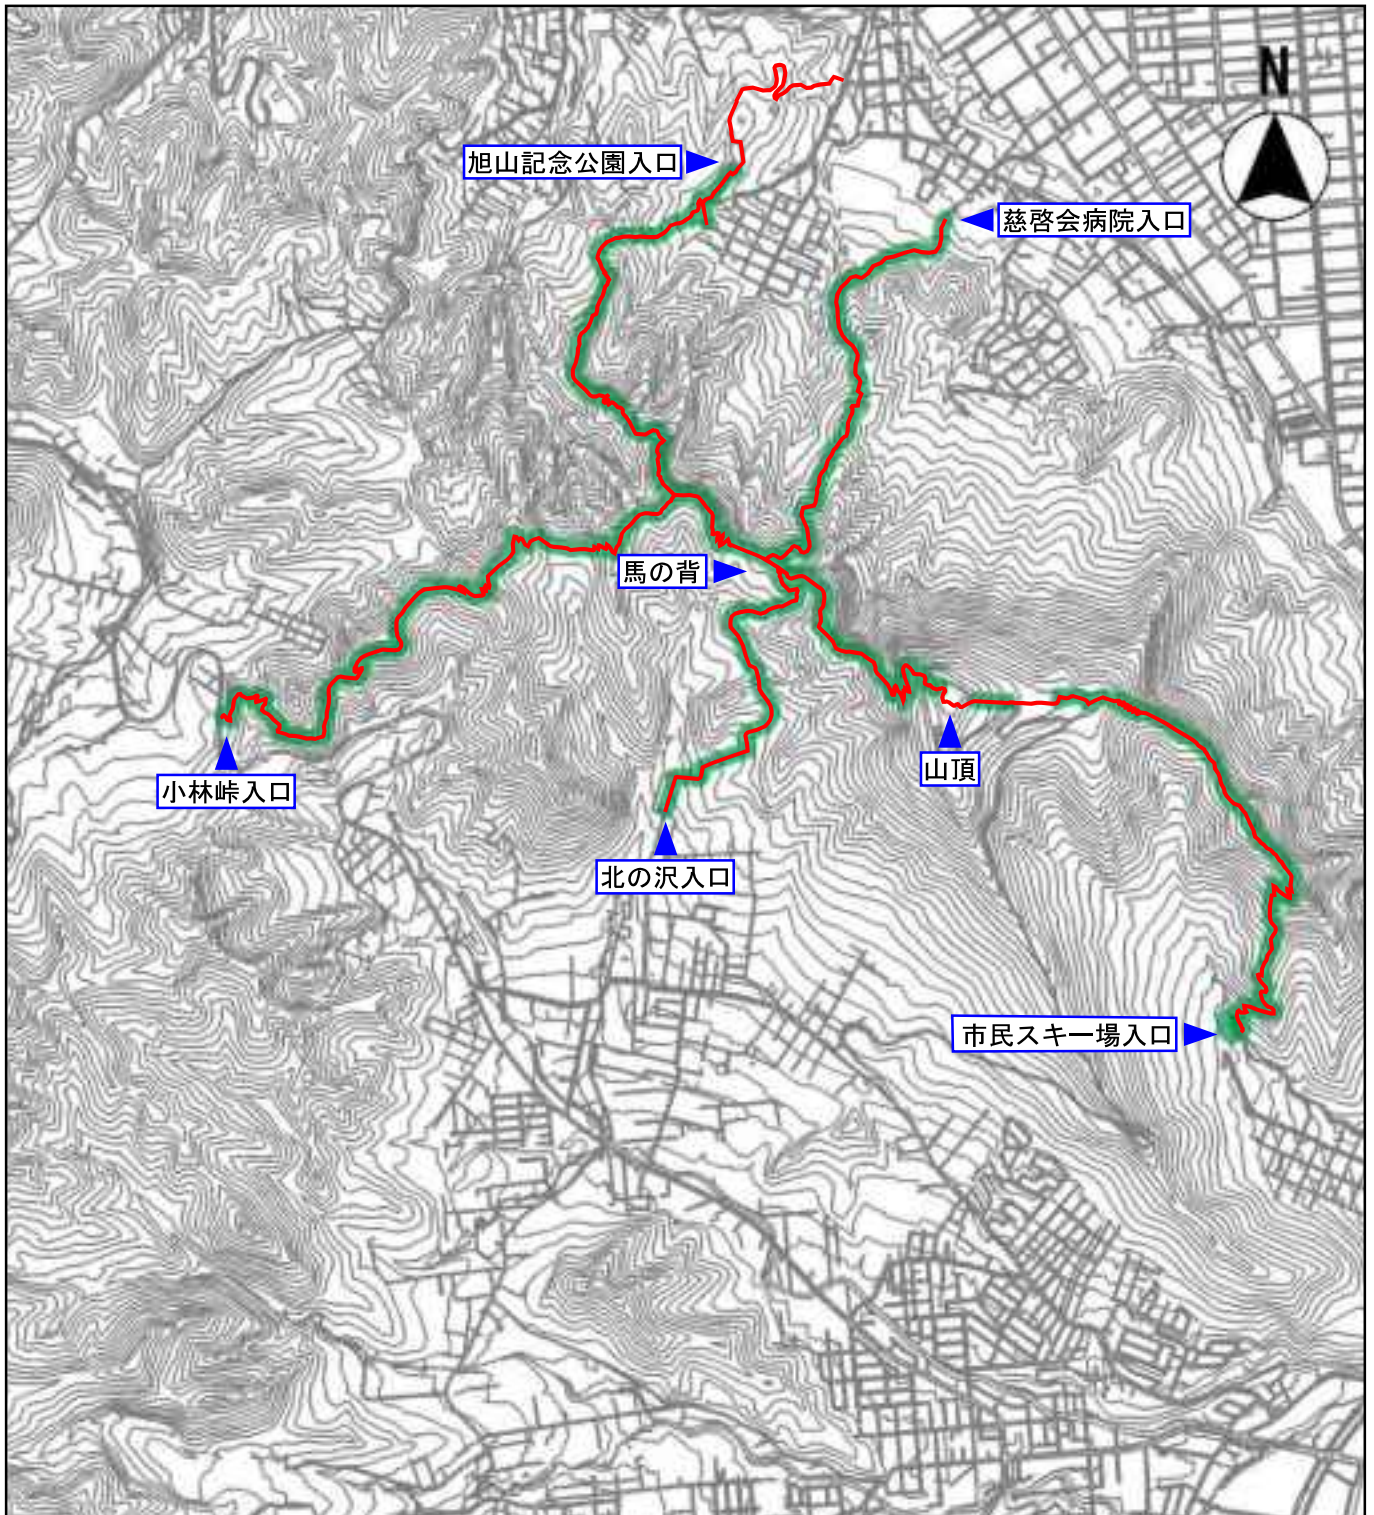 N
旭山記念公園入口
慈啓会病院入口
馬の背
山頂
小林峠入口
北の沢入口
市民スキー場入口